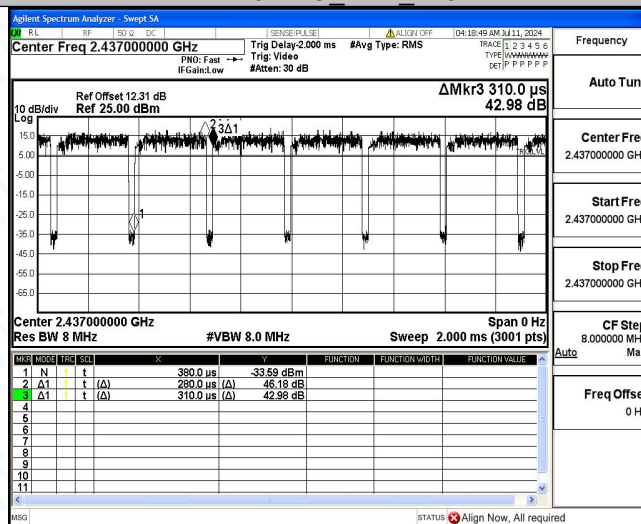 Agilent Spectrum Analyzer - Swept SA
RL RF 50 Ω DC SENSE:PULSE ALIGN OFF 04:18:49 AM Jul 11, 2024
Center Freq 2.437000000 GHz
PNO: Fast
IFGain:Low
Trig Delay-2.000 ms
Trig: Video
#Atten: 30 dB
#Avg Type: RMS
TRACE 1 2 3 4 5 6
TYPE
DET P P P P P P
Ref Offset 12.31 dB
Ref 25.00 dBm
10 dB/div
Log
ΔMkr3 310.0 µs
42.98 dB
15.0
5.00
-5.00
-15.0
-25.0
-35.0
-45.0
-55.0
-65.0
3Δ1
1
TRIG LVL
Center 2.437000000 GHz Span 0 Hz
Res BW 8 MHz #VBW 8.0 MHz Sweep 2.000 ms (3001 pts)
MKR MODE TRC SCL X Y FUNCTION FUNCTION WIDTH FUNCTION VALUE
1 N 1 t 380.0 µs -33.59 dBm
2 Δ1 1 t (Δ) 280.0 µs (Δ) 46.18 dB
3 Δ1 1 t (Δ) 310.0 µs (Δ) 42.98 dB
4
5
6
7
8
9
10
11
MSG STATUS Align Now, All required
Frequency
Auto Tun
Center Fre
2.437000000 GH
Start Fre
2.437000000 GH
Stop Fre
2.437000000 GH
CF Step
8.000000 MH
Auto Ma
Freq Offse
0 H